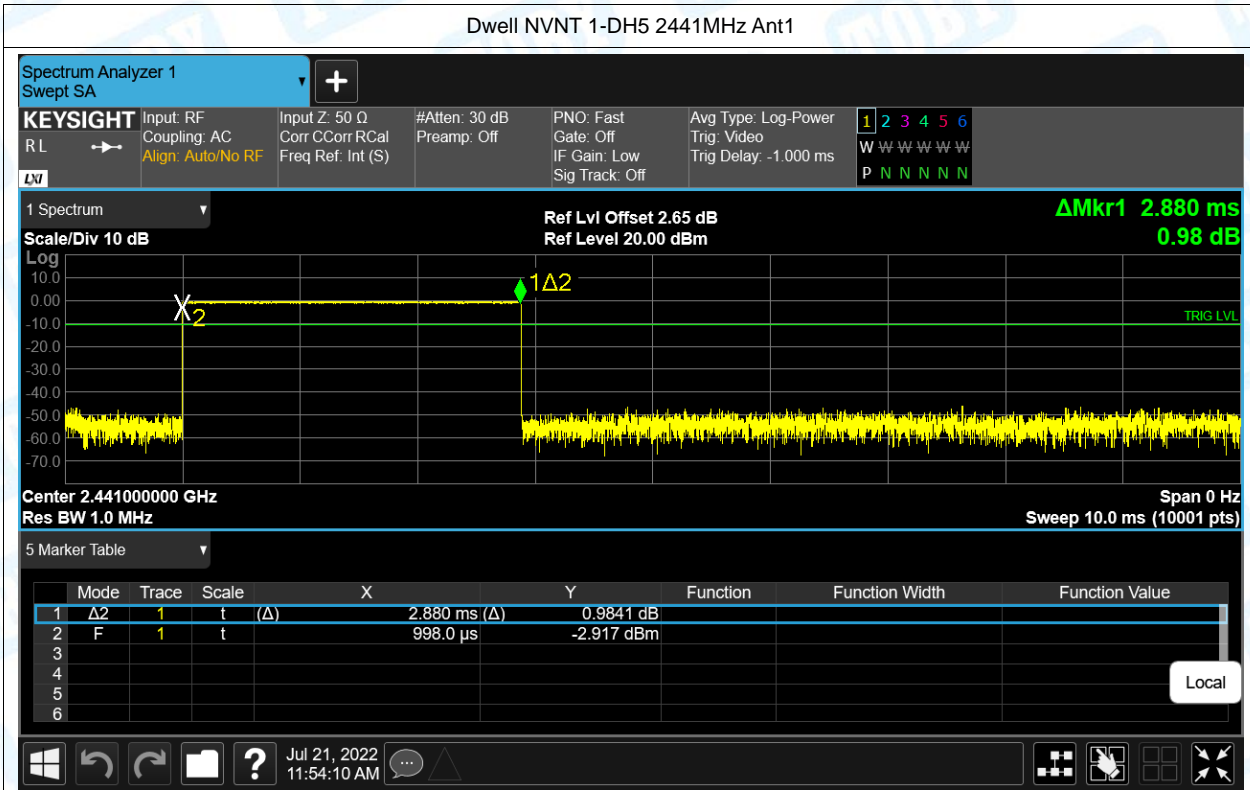 Dwell NVNT 1-DH5 2441MHz Ant1
Spectrum Analyzer 1
Swept SA
KEYSIGHT Input: RF Input Z: 50 Ω #Atten: 30 dB PNO: Fast Avg Type: Log-Power 1 2 3 4 5 6
RL Coupling: AC Corr CCorr RCal Preamp: Off Gate: Off Trig: Video W W W W W W
Align: Auto/No RF Freq Ref: Int (S) IF Gain: Low Trig Delay: -1.000 ms
LXI Sig Track: Off P N N N N N
1 Spectrum Ref Lvl Offset 2.65 dB ΔMkr1 2.880 ms
Scale/Div 10 dB Ref Level 20.00 dBm 0.98 dB
Log
10.0 1Δ2
0.00
2
-10.0 TRIG LVL
-20.0
-30.0
-40.0
-50.0
-60.0
-70.0
Center 2.441000000 GHz Span 0 Hz
Res BW 1.0 MHz Sweep 10.0 ms (10001 pts)
5 Marker Table
Mode Trace Scale X Y Function Function Width Function Value
1 Δ2 1 t (Δ) 2.880 ms (Δ) 0.9841 dB
2 F 1 t 998.0 µs -2.917 dBm
3
4
5
6
Local
Jul 21, 2022
11:54:10 AM